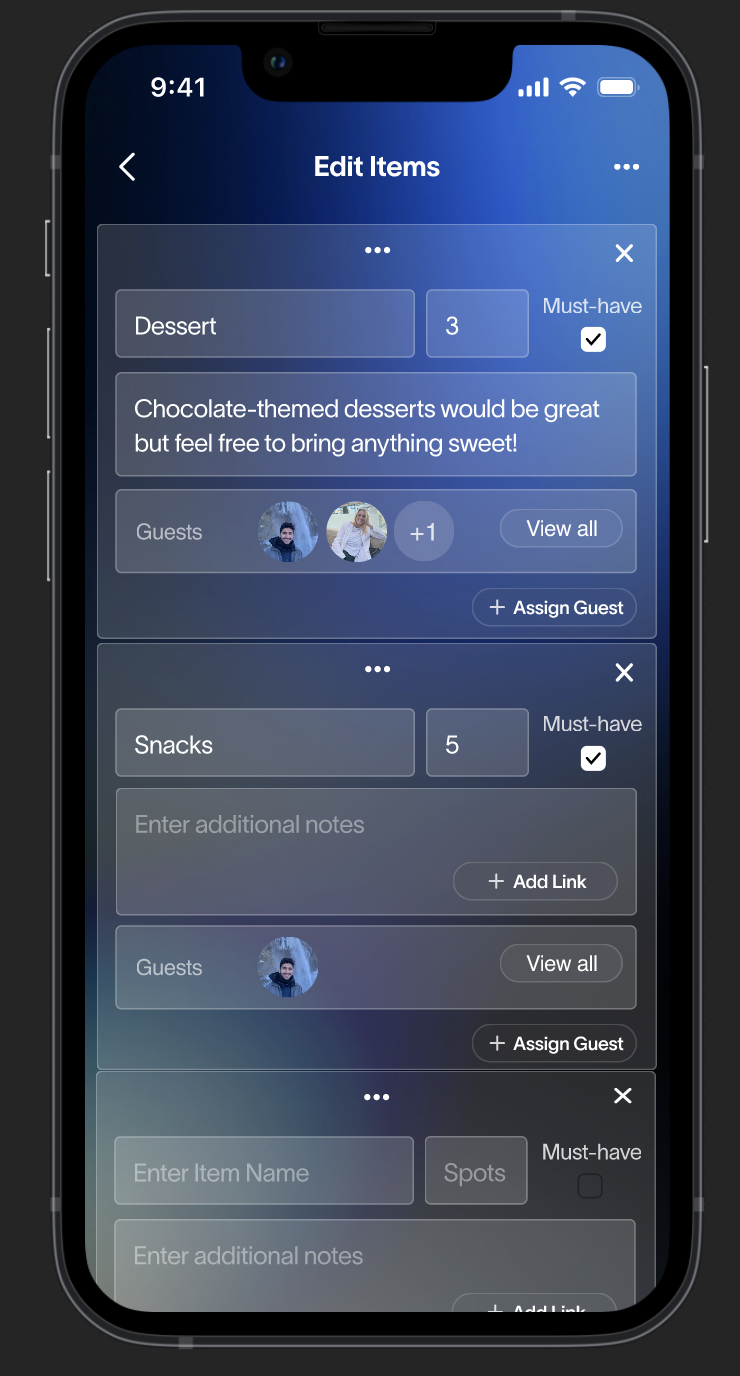 9:41
Edit Items
Dessert
3
Must-have
Chocolate-themed desserts would be great
but feel free to bring anything sweet!
Guests
+1
View all
+ Assign Guest
Snacks
5
Must-have
Enter additional notes
+ Add Link
Guests
View all
+ Assign Guest
Enter Item Name
Spots
Must-have
Enter additional notes
+ Add Link